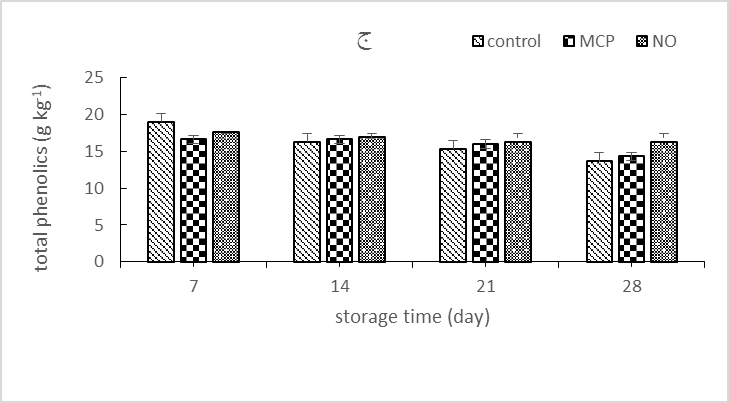 ج
control MCP NO
total phenolics (g kg-1)
25
20
15
10
5
0
7 14 21 28
storage time (day)